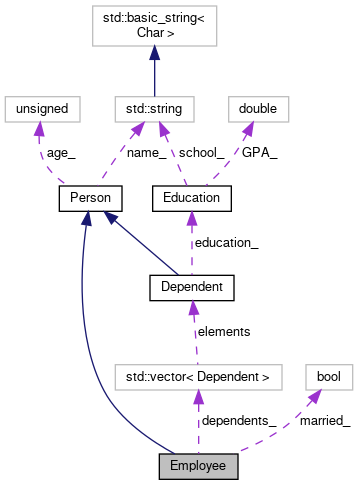 std::basic_string<
Char >
unsigned
std::string
double
age_
name_
school_
GPA_
Person
Education
education_
Dependent
elements
std::vector< Dependent >
bool
dependents_
married_
Employee